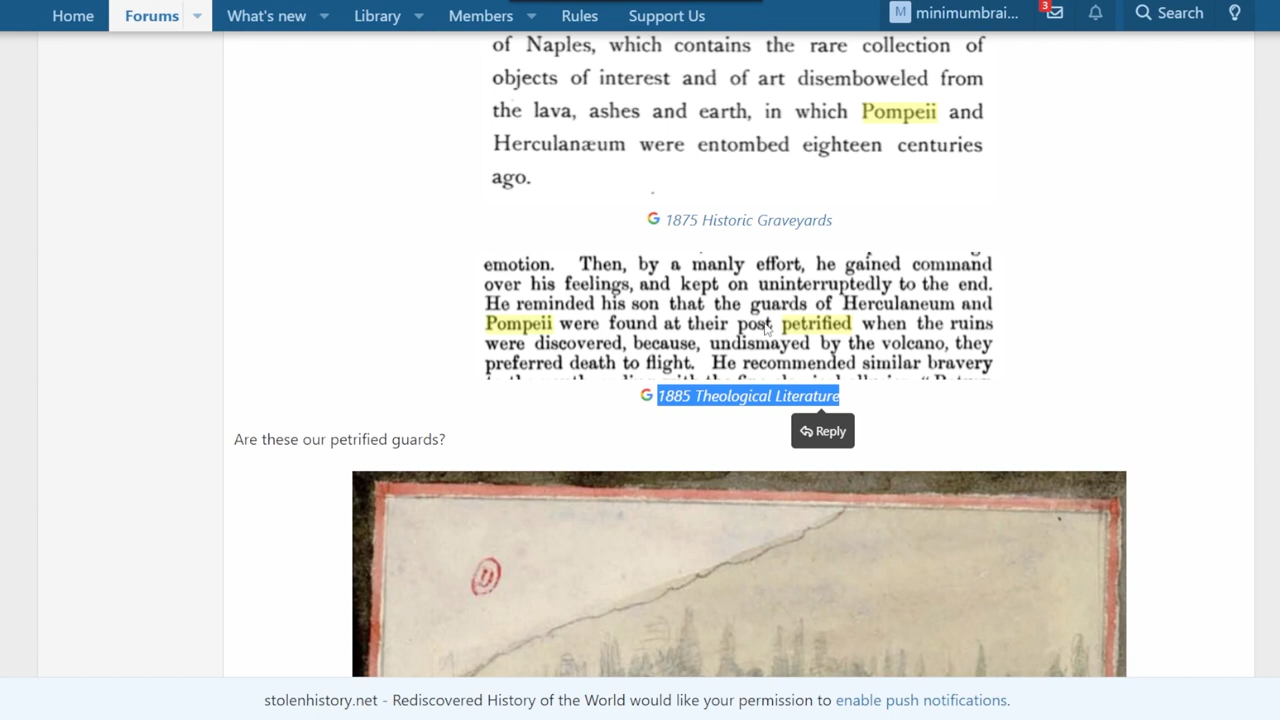 Home Forums What's new Library Members Rules Support Us M minimumbrai... 3 Search
of Naples, which contains the rare collection of
objects of interest and of art disemboweled from
the lava, ashes and earth, in which Pompeii and
Herculanæum were entombed eighteen centuries
ago.
1875 Historic Graveyards
emotion. Then, by a manly effort, he gained command
over his feelings, and kept on uninterruptedly to the end.
He reminded his son that the guards of Herculaneum and
Pompeii were found at their post petrified when the ruins
were discovered, because, undismayed by the volcano, they
preferred death to flight. He recommended similar bravery
1885 Theological Literature
Reply
Are these our petrified guards?
stolenhistory.net - Rediscovered History of the World would like your permission to enable push notifications.